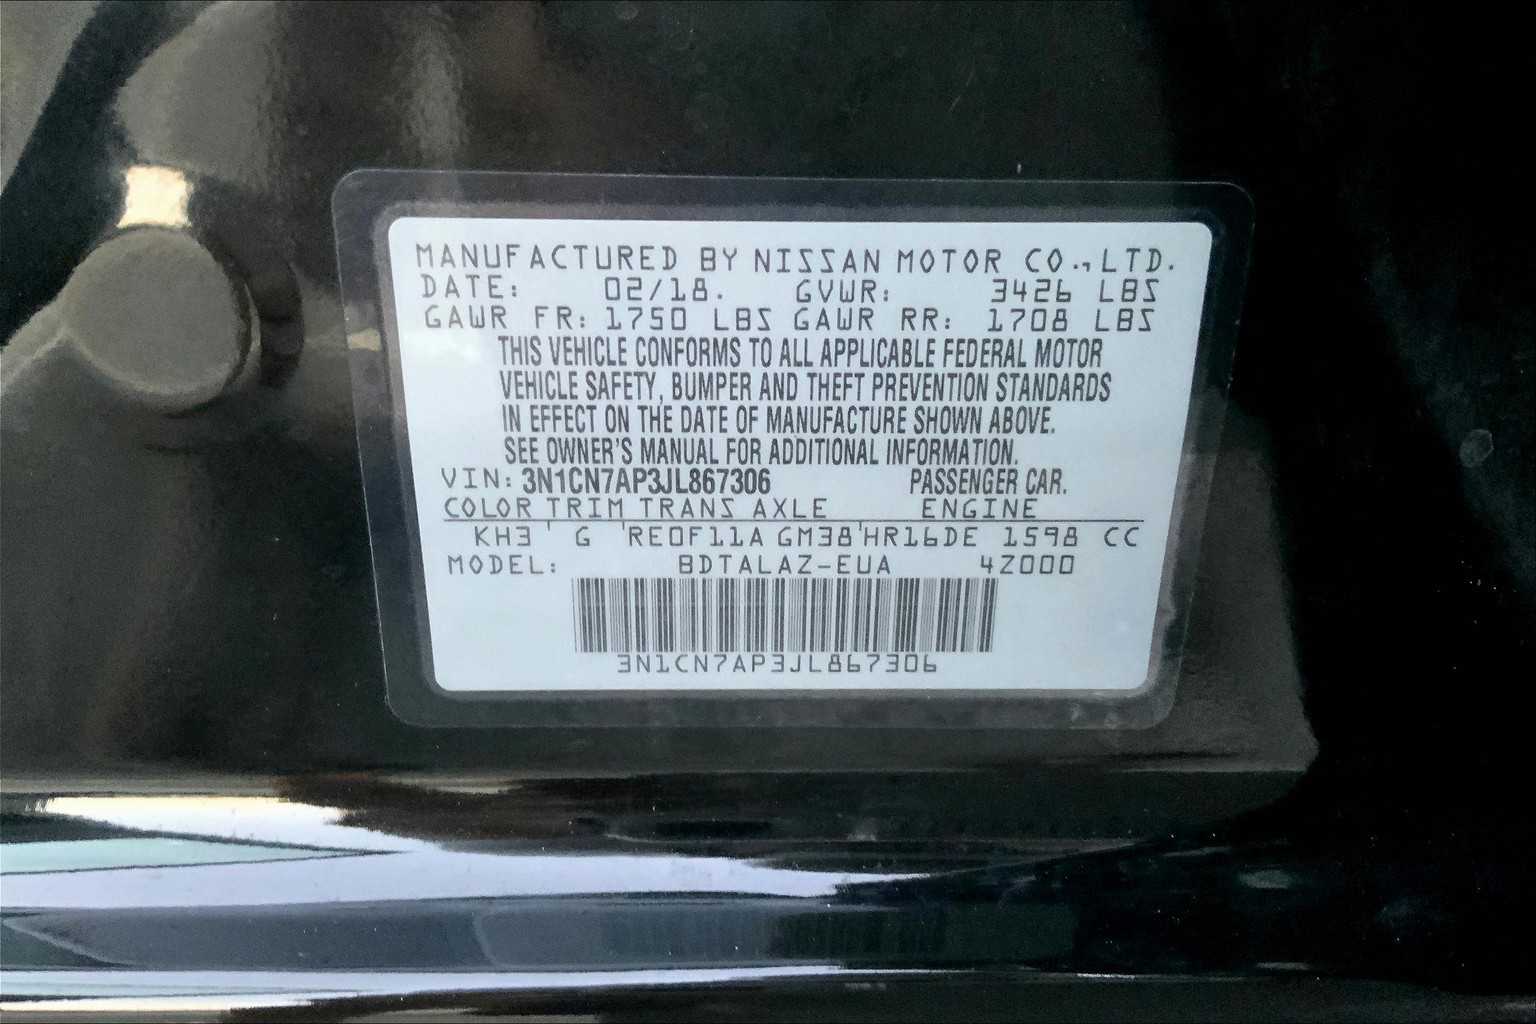 MANUFACTURED BY NISSAN MOTOR CO.,LTD.
DATE: 02/18. GVWR: 3426 LBS
GAWR FR: 1750 LBS GAWR RR: 1708 LBS
THIS VEHICLE CONFORMS TO ALL APPLICABLE FEDERAL MOTOR
VEHICLE SAFETY, BUMPER AND THEFT PREVENTION STANDARDS
IN EFFECT ON THE DATE OF MANUFACTURE SHOWN ABOVE.
SEE OWNER'S MANUAL FOR ADDITIONAL INFORMATION.
VIN: 3N1CN7AP3JL867306 PASSENGER CAR.
COLOR TRIM TRANS AXLE ENGINE
KH3 ' G 'RE0F11A GM38'HR16DE 1598 CC
MODEL: BDTALAZ-EUA 4Z000
3N1CN7AP3JL867306